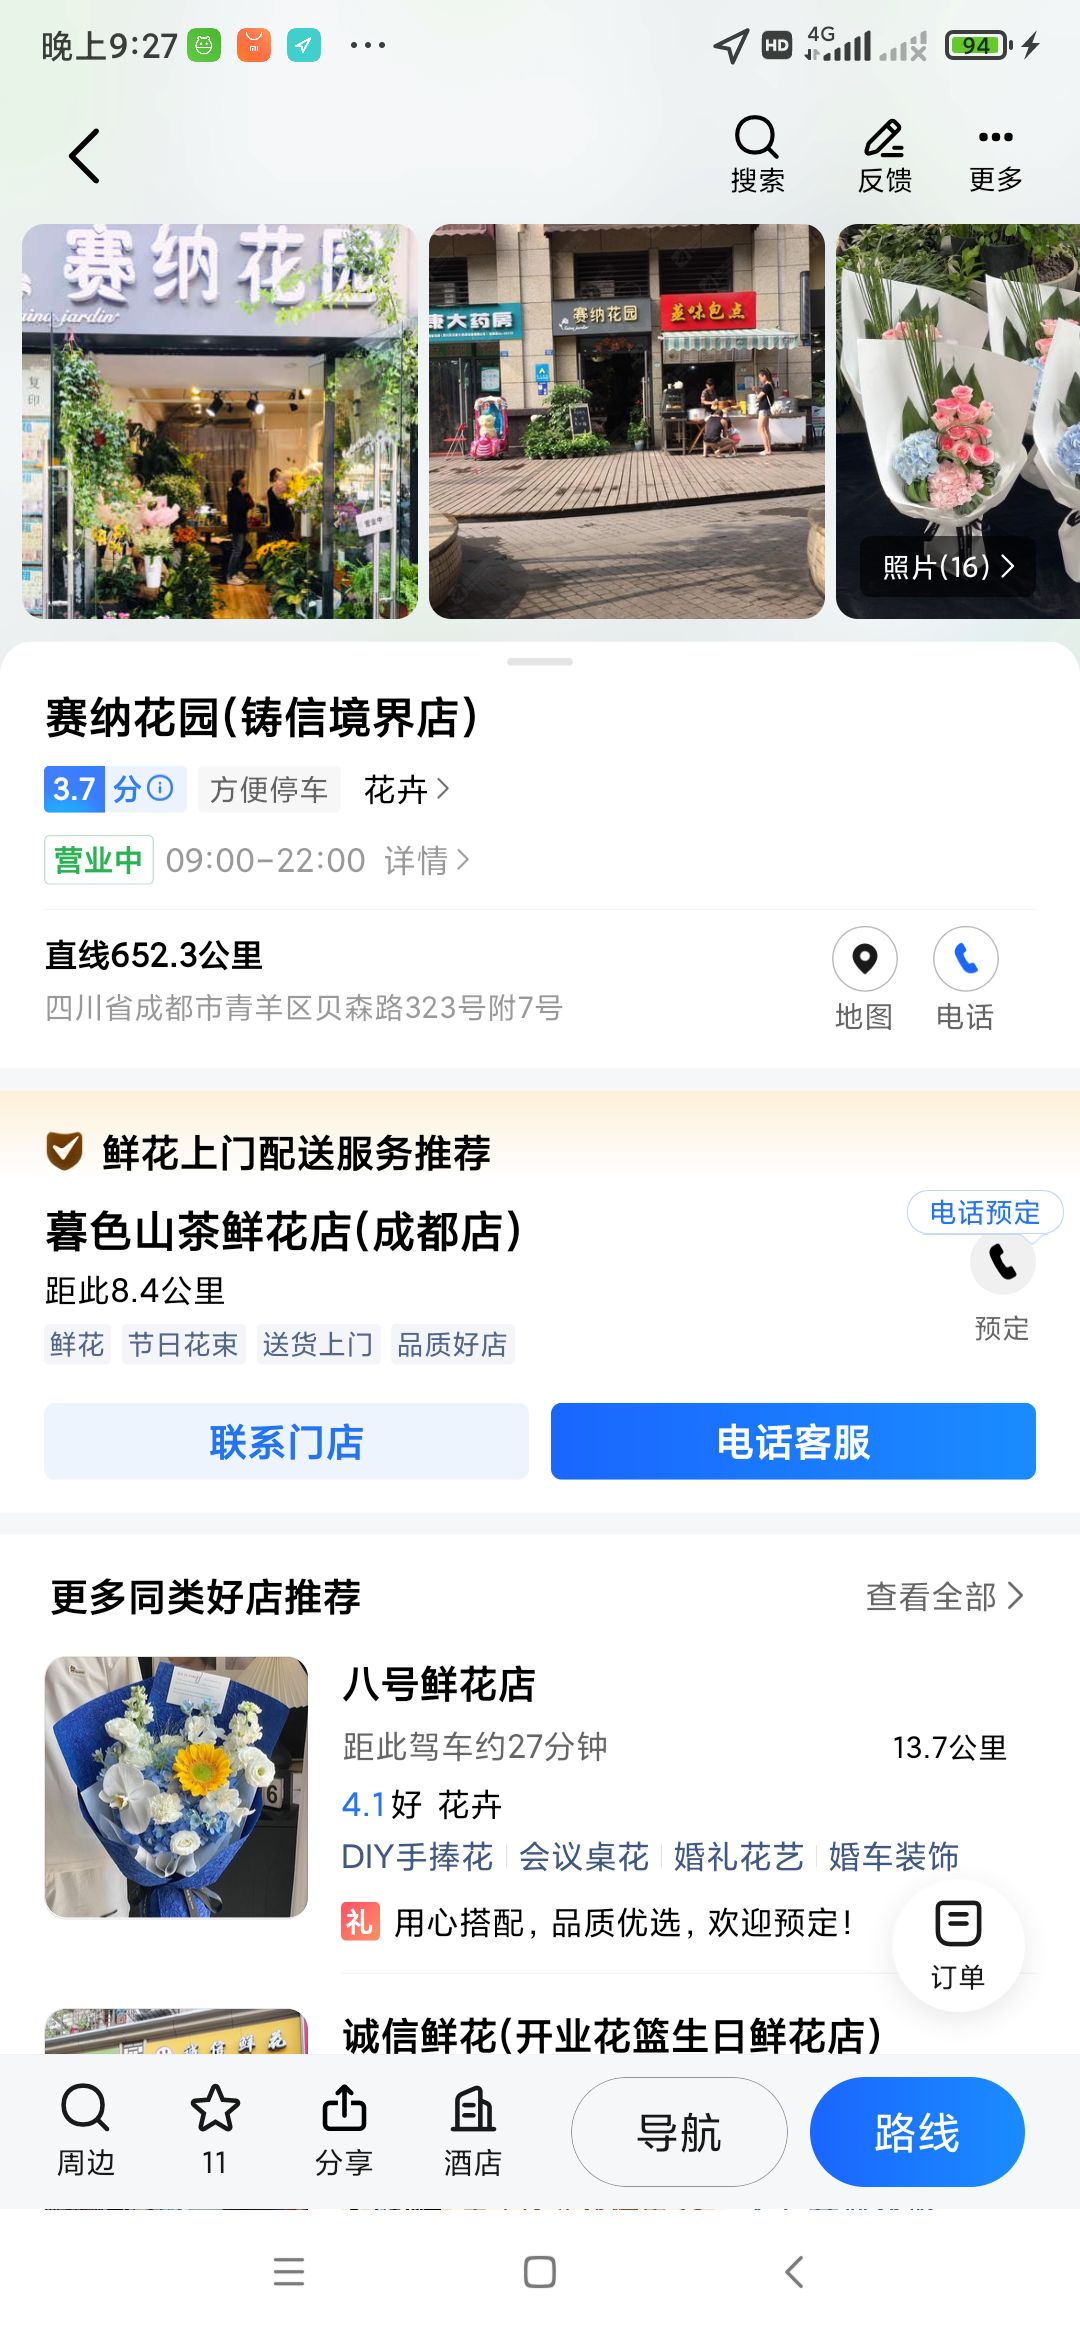 晚上9:27
HD
4G
94
搜索
反馈
更多
赛纳花园
jardin
复印
营业中
康大药房
赛纳花园
蒸味包点
照片(16)
赛纳花园(铸信境界店)
3.7 分 方便停车 花卉
营业中 09:00-22:00 详情
直线652.3公里
四川省成都市青羊区贝森路323号附7号
地图
电话
鲜花上门配送服务推荐
暮色山茶鲜花店(成都店)
电话预定
距此8.4公里
预定
鲜花 节日花束 送货上门 品质好店
联系门店
电话客服
更多同类好店推荐
查看全部
八号鲜花店
距此驾车约27分钟
13.7公里
4.1好 花卉
DIY手捧花 会议桌花 婚礼花艺 婚车装饰
礼 用心搭配, 品质优选, 欢迎预定!
订单
诚信鲜花(开业花篮生日鲜花店)
周边
11
分享
酒店
导航
路线